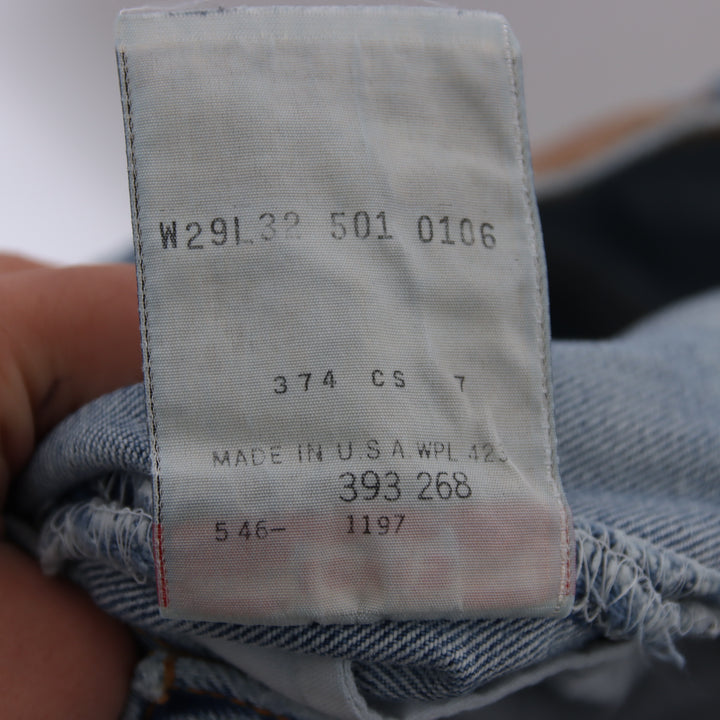 W29L32 501 0106
374 CS 7
MADE IN U.S.A. WPL 423
393 268
546- 1197